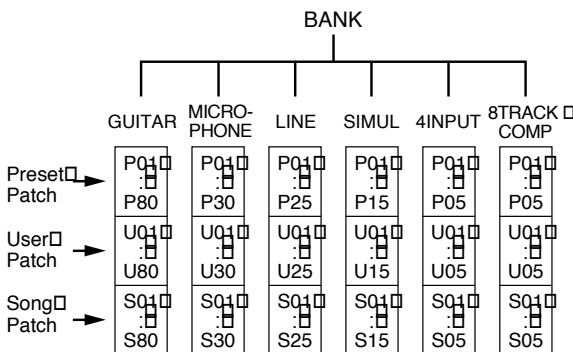 BANK
GUITAR MICRO-PHONE LINE SIMUL 4INPUT 8TRACK COMP
Preset Patch
P01 P01 P01 P01 P01 P01
: : : : : :
P80 P30 P25 P15 P05 P05
User Patch
U01 U01 U01 U01 U01 U01
: : : : : :
U80 U30 U25 U15 U05 U05
Song Patch
S01 S01 S01 S01 S01 S01
: : : : : :
S80 S30 S25 S15 S05 S05